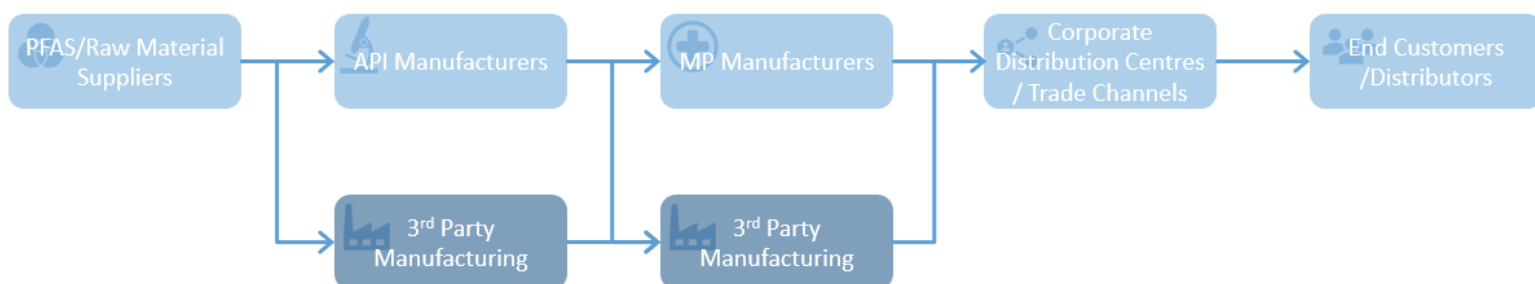 PFAS/Raw Material
Suppliers
API Manufacturers
MP Manufacturers
Corporate
Distribution Centres
/ Trade Channels
End Customers
/Distributors
3rd Party
Manufacturing
3rd Party
Manufacturing